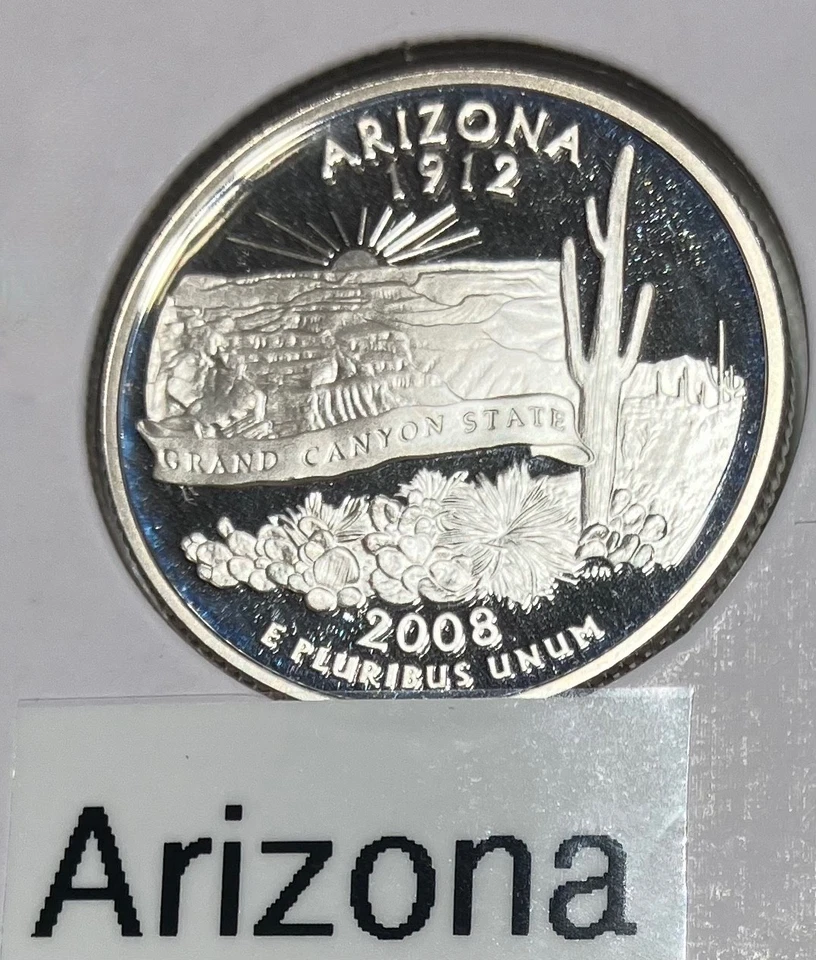 ARIZONA
1912
GRAND CANYON STATE
2008
E PLURIBUS UNUM
Arizona